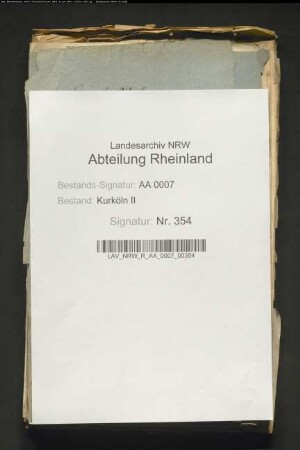 Landesarchiv NRW
Abteilung Rheinland
Bestands-Signatur: AA 0007
Bestand: Kurköln II
Signatur: Nr. 354
LAV_NRW_R_AA_0007_00354